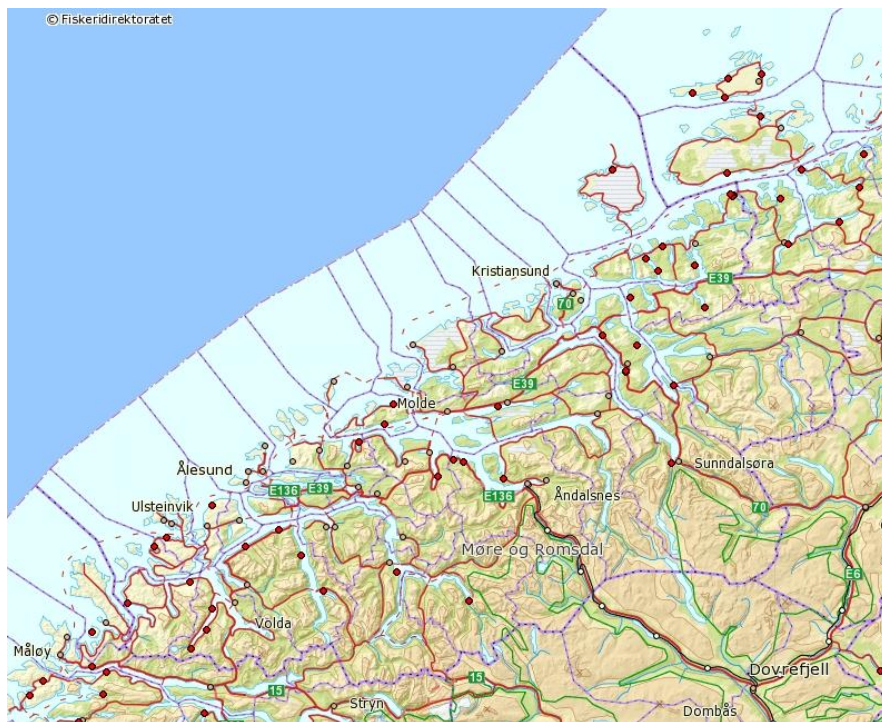 © Fiskeridirektoratet
Kristiansund
E39
70
E39
Molde
Ålesund
E136
E39
E136
Sunndalsøra
Åndalsnes
Ulsteinvik
70
Møre og Romsdal
E6
Volda
Måløy
Dovrefjell
15
15
Stryn
Dombås